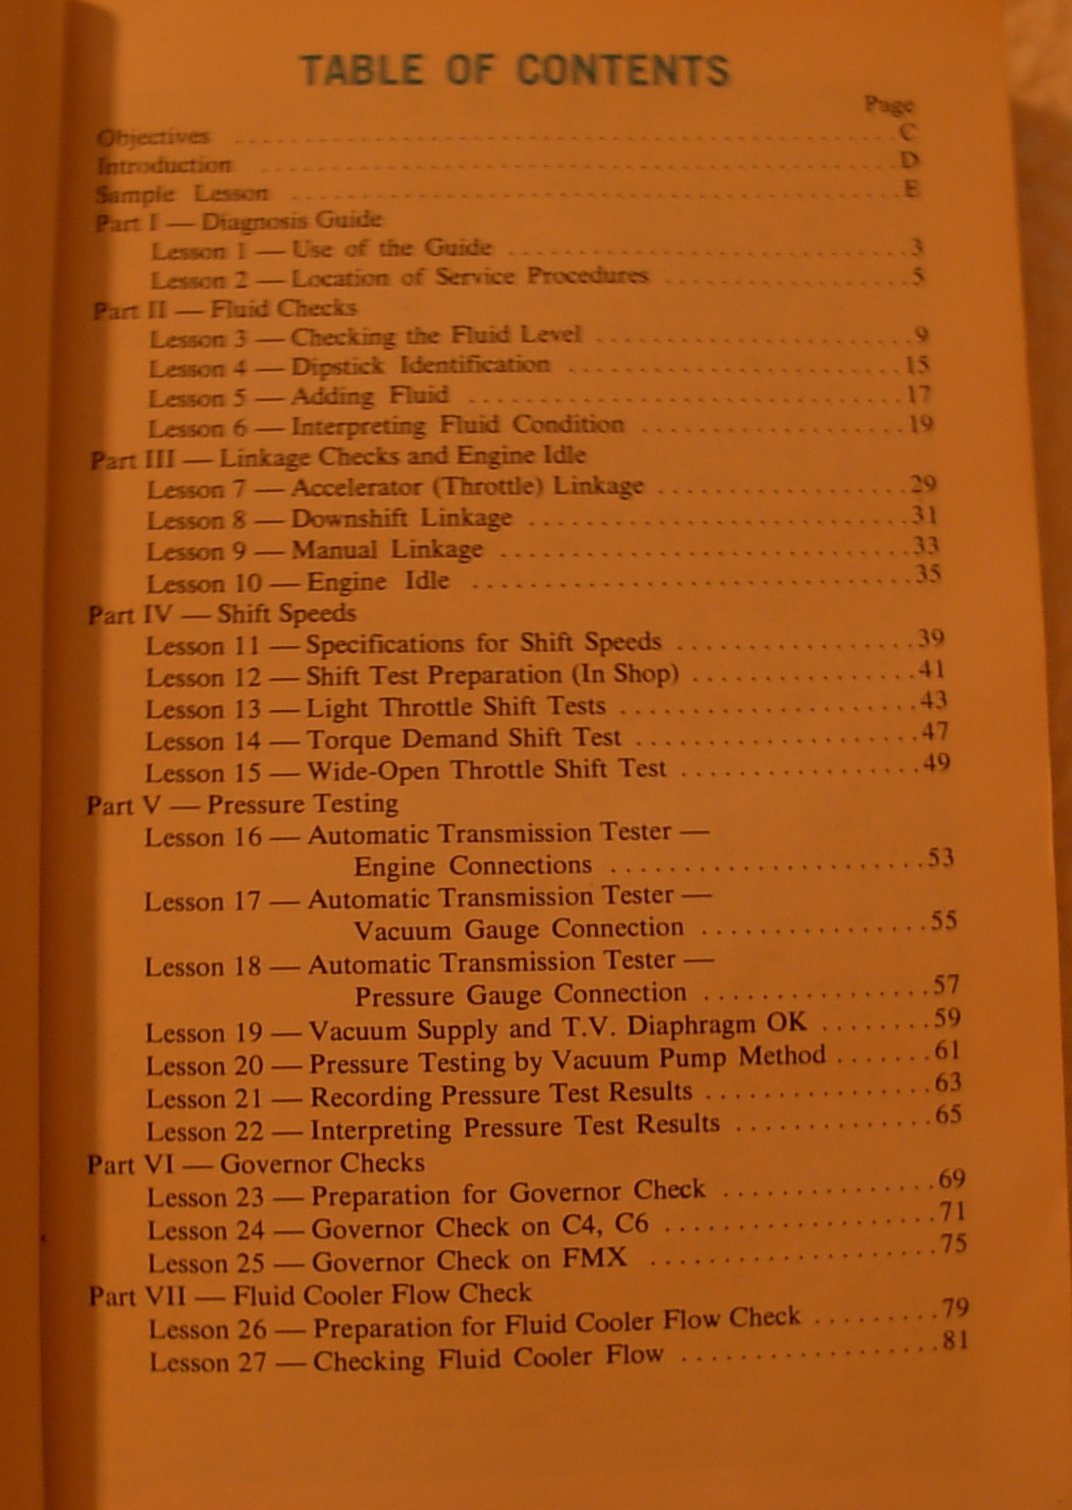 TABLE OF CONTENTS
Page
Objectives ........................................ C
Introduction ........................................ D
Sample Lesson ........................................ E
Part I — Diagnosis Guide
Lesson 1 — Use of the Guide ........................................ 3
Lesson 2 — Location of Service Procedures .................... 5
Part II — Fluid Checks
Lesson 3 — Checking the Fluid Level .................... 9
Lesson 4 — Dipstick Identification .................... 15
Lesson 5 — Adding Fluid .................... 17
Lesson 6 — Interpreting Fluid Condition .................... 19
Part III — Linkage Checks and Engine Idle
Lesson 7 — Accelerator (Throttle) Linkage .................... 29
Lesson 8 — Downshift Linkage .................... 31
Lesson 9 — Manual Linkage .................... 33
Lesson 10 — Engine Idle .................... 35
Part IV — Shift Speeds
Lesson 11 — Specifications for Shift Speeds .................... 39
Lesson 12 — Shift Test Preparation (In Shop) .................... 41
Lesson 13 — Light Throttle Shift Tests .................... 43
Lesson 14 — Torque Demand Shift Test .................... 47
Lesson 15 — Wide-Open Throttle Shift Test .................... 49
Part V — Pressure Testing
Lesson 16 — Automatic Transmission Tester —
Engine Connections .................... 53
Lesson 17 — Automatic Transmission Tester —
Vacuum Gauge Connection .................... 55
Lesson 18 — Automatic Transmission Tester —
Pressure Gauge Connection .................... 57
Lesson 19 — Vacuum Supply and T.V. Diaphragm OK ........ 59
Lesson 20 — Pressure Testing by Vacuum Pump Method ....... 61
Lesson 21 — Recording Pressure Test Results .................... 63
Lesson 22 — Interpreting Pressure Test Results .................... 65
Part VI — Governor Checks
Lesson 23 — Preparation for Governor Check .................... 69
Lesson 24 — Governor Check on C4, C6 .................... 71
Lesson 25 — Governor Check on FMX .................... 75
Part VII — Fluid Cooler Flow Check
Lesson 26 — Preparation for Fluid Cooler Flow Check ......... 79
Lesson 27 — Checking Fluid Cooler Flow .................... 81